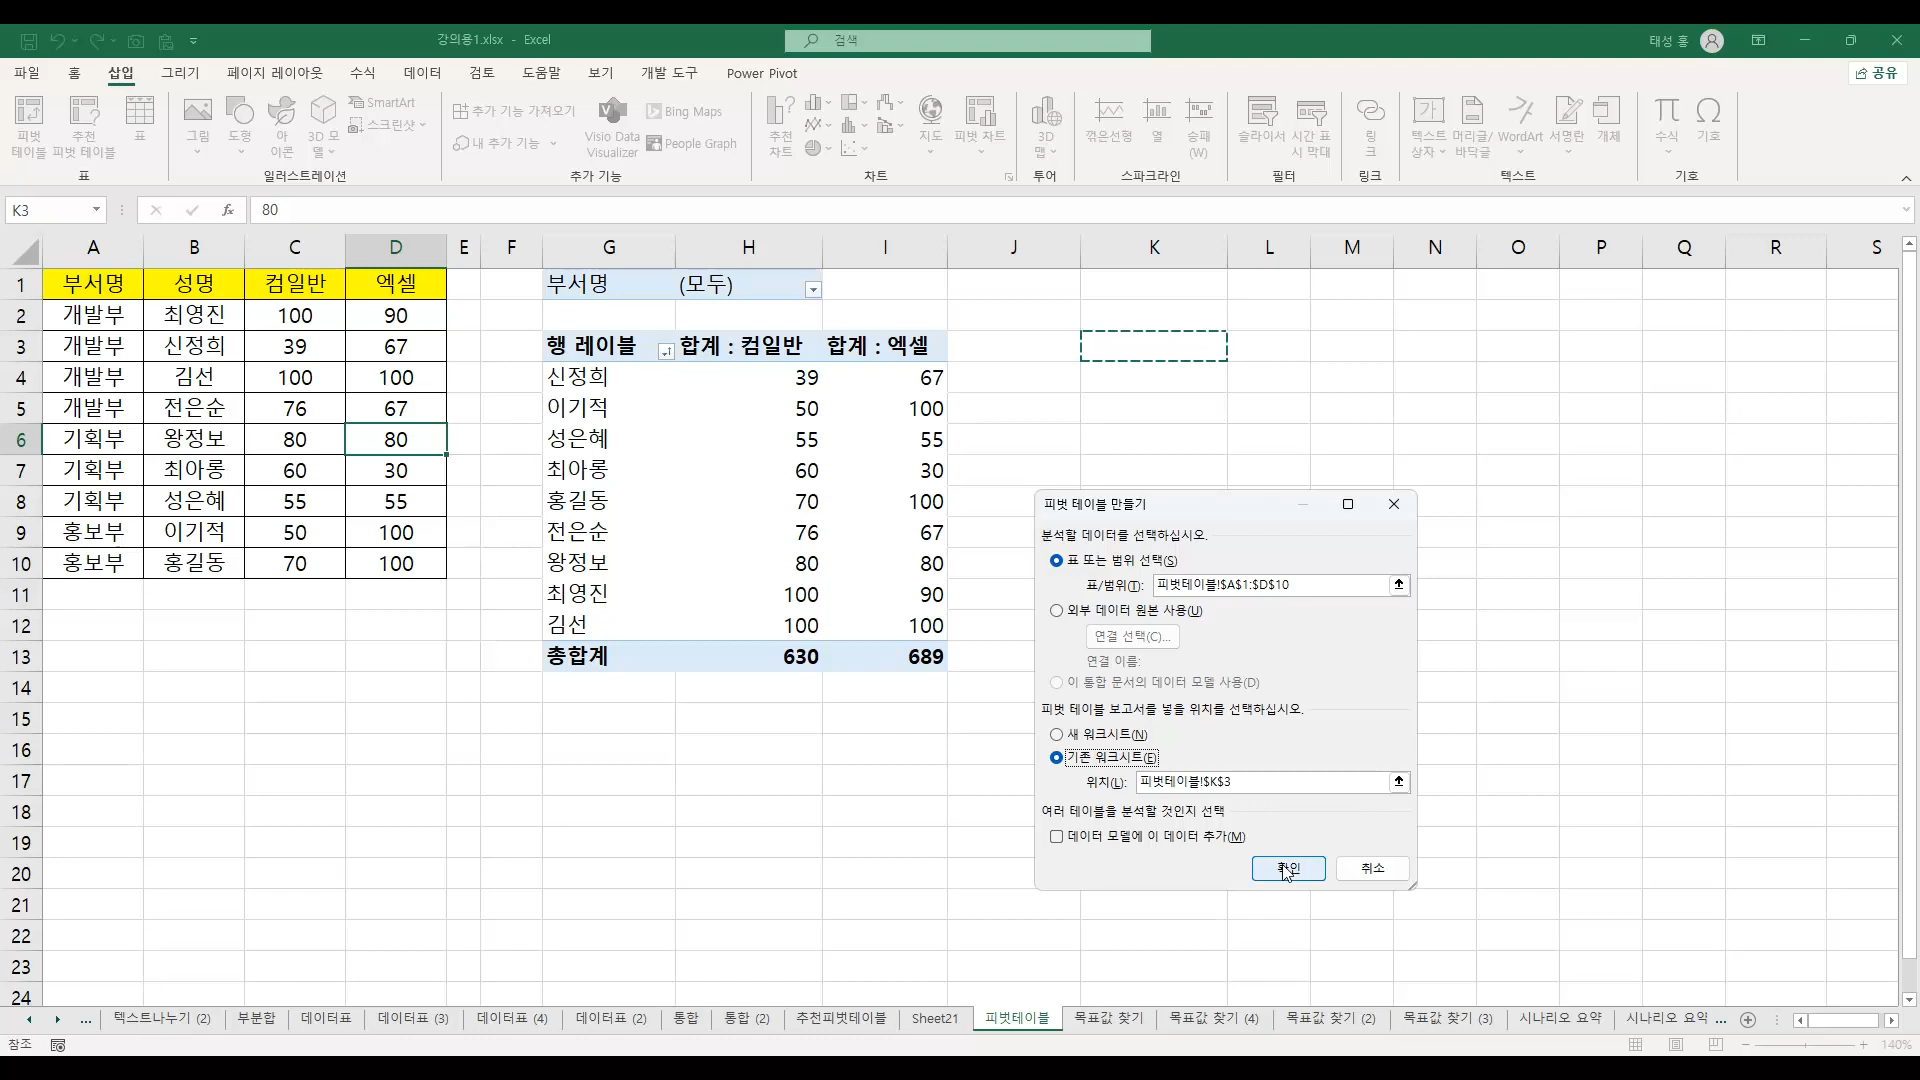 강의용1.xlsx - Excel
검색
태성 홍
파일 홈 삽입 그리기 페이지 레이아웃 수식 데이터 검토 도움말 보기 개발 도구 Power Pivot
공유
피벗 테이블
추천 피벗 테이블
표
그림
도형
아이콘
3D 모델
SmartArt
스크린샷
추가 기능 가져오기
내 추가 기능
Visio Data Visualizer
Bing Maps
People Graph
추천 차트
지도
피벗 차트
3D 맵
꺾은선형
열
승패 (W)
슬라이서
시간 표시 막대
링크
텍스트 상자
머리글/바닥글
WordArt
서명란
개체
수식
기호
표 일러스트레이션 추가 기능 차트 투어 스파크라인 필터 링크 텍스트 기호
K3 fx 80
A B C D E F G H I J K L M N O P Q R S
1 부서명 성명 컴일반 엑셀 부서명 (모두)
2 개발부 최영진 100 90
3 개발부 신정희 39 67 행 레이블 합계 : 컴일반 합계 : 엑셀
4 개발부 김선 100 100 신정희 39 67
5 개발부 전은순 76 67 이기적 50 100
6 기획부 왕정보 80 80 성은혜 55 55
7 기획부 최아롱 60 30 최아롱 60 30
8 기획부 성은혜 55 55 홍길동 70 100
9 홍보부 이기적 50 100 전은순 76 67
10 홍보부 홍길동 70 100 왕정보 80 80
11 최영진 100 90
12 김선 100 100
13 총합계 630 689
14
15
16
17
18
19
20
21
22
23
24
피벗 테이블 만들기
분석할 데이터를 선택하십시오.
표 또는 범위 선택(S)
표/범위(T): 피벗테이블!$A$1:$D$10
외부 데이터 원본 사용(U)
연결 선택(C)...
연결 이름:
이 통합 문서의 데이터 모델 사용(D)
피벗 테이블 보고서를 넣을 위치를 선택하십시오.
새 워크시트(N)
기존 워크시트(E)
위치(L): 피벗테이블!$K$3
여러 테이블을 분석할 것인지 선택
데이터 모델에 이 데이터 추가(M)
확인 취소
... 텍스트나누기 (2) 부분합 데이터표 데이터표 (3) 데이터표 (4) 데이터표 (2) 통합 통합 (2) 추천피벗테이블 Sheet21 피벗테이블 목표값 찾기 목표값 찾기 (4) 목표값 찾기 (2) 목표값 찾기 (3) 시나리오 요약 시나리오 요약 ...
참조 140%